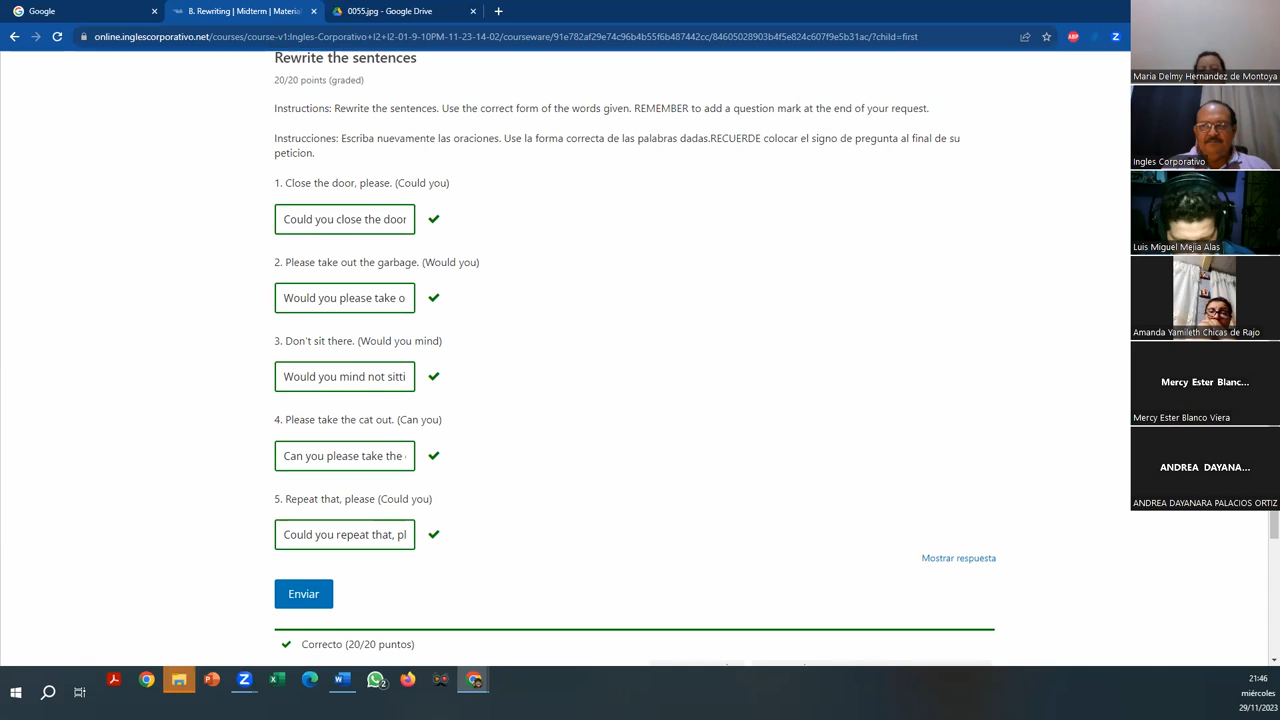 Google
B. Rewriting | Midterm | Materia
0055.jpg - Google Drive
online.inglescorporativo.net/courses/course-v1:Ingles-Corporativo+I2+I2-01-9-10PM-11-23-14-02/courseware/91e782af29e74c96b4b55f6b487442cc/84605028903b4f5e824c607f9e5b31ac/?child=first
Rewrite the sentences
20/20 points (graded)
Instructions: Rewrite the sentences. Use the correct form of the words given. REMEMBER to add a question mark at the end of your request.
Instrucciones: Escriba nuevamente las oraciones. Use la forma correcta de las palabras dadas.RECUERDE colocar el signo de pregunta al final de su
peticion.
1. Close the door, please. (Could you)
Could you close the door
2. Please take out the garbage. (Would you)
Would you please take o
3. Don't sit there. (Would you mind)
Would you mind not sitti
4. Please take the cat out. (Can you)
Can you please take the
5. Repeat that, please (Could you)
Could you repeat that, pl
Mostrar respuesta
Enviar
Correcto (20/20 puntos)
Maria Delmy Hernandez de Montoya
Ingles Corporativo
Luis Miguel Mejia Alas
Amanda Yamileth Chicas de Rajo
Mercy Ester Blanc...
Mercy Ester Blanco Viera
ANDREA DAYANA...
ANDREA DAYANARA PALACIOS ORTIZ
21:46
miércoles
29/11/2023